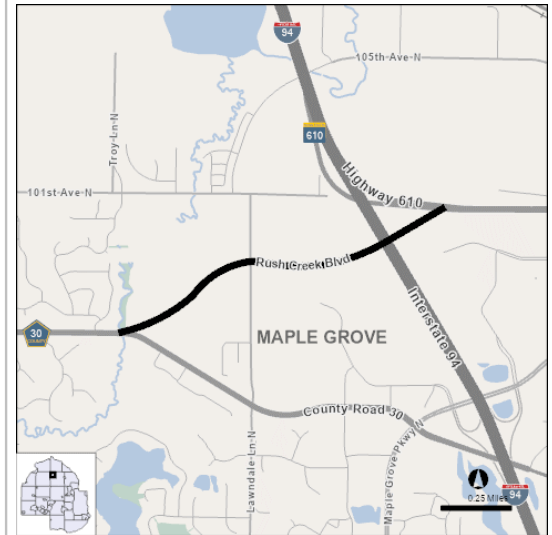 94
105th Ave N
Troy Ln N
610
Highway 610
101st Ave N
Rush Creek Blvd
30
MAPLE GROVE
Interstate 94
County Road 30
Lawndale Ln N
Maple Grove Pkwy N
0.25 Miles
94